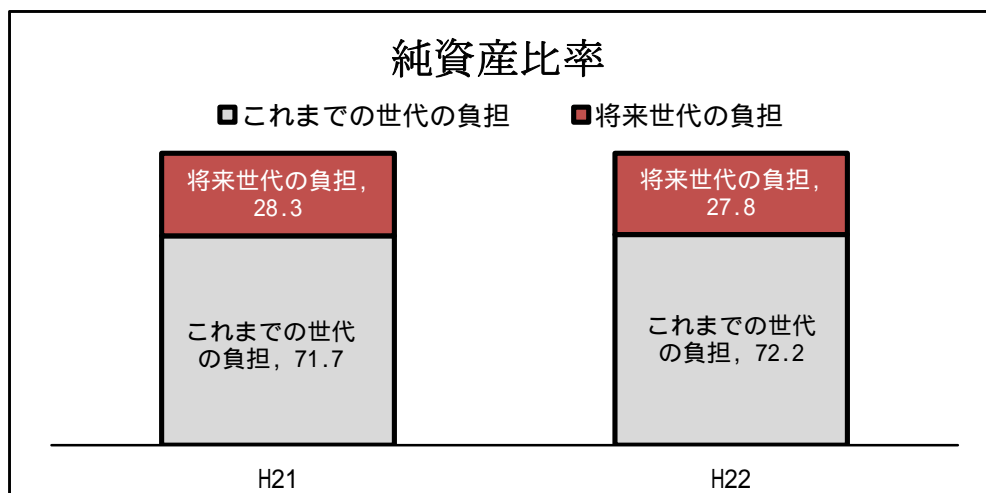 純資産比率
これまでの世代の負担 将来世代の負担
将来世代の負担,
28.3
将来世代の負担,
27.8
これまでの世代
の負担, 71.7
これまでの世代
の負担, 72.2
H21 H22